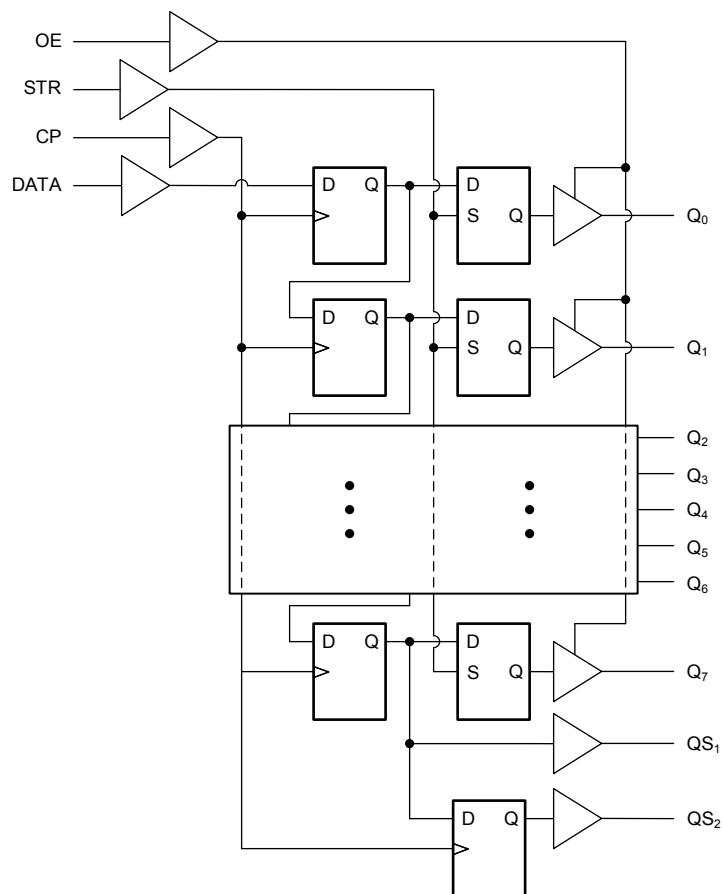 OE
STR
CP
DATA
D Q
D
S Q
Q₀
D Q
D
S Q
Q₁
Q₂
Q₃
Q₄
Q₅
Q₆
D Q
D
S Q
Q₇
QS₁
D Q
QS₂